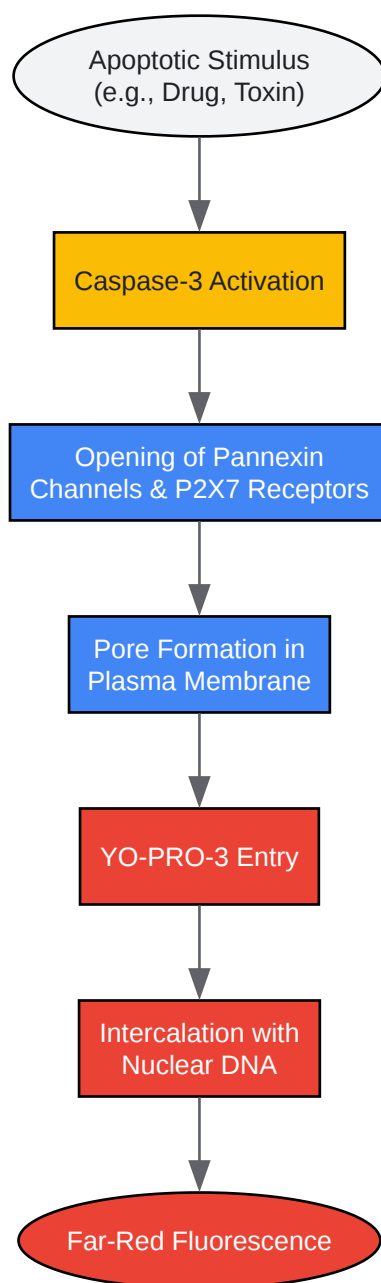 Apoptotic Stimulus
(e.g., Drug, Toxin)
Caspase-3 Activation
Opening of Pannexin
Channels & P2X7 Receptors
Pore Formation in
Plasma Membrane
YO-PRO-3 Entry
Intercalation with
Nuclear DNA
Far-Red Fluorescence